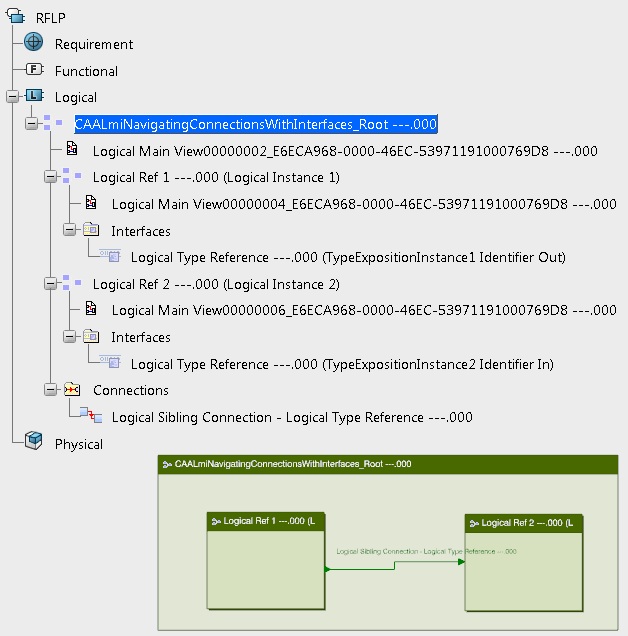 RFLP
Requirement
F Functional
L Logical
CAALmiNavigatingConnectionsWithInterfaces_Root ---.000
Logical Main View00000002_E6ECA968-0000-46EC-53971191000769D8 ---.000
Logical Ref 1 ---.000 (Logical Instance 1)
Logical Main View00000004_E6ECA968-0000-46EC-53971191000769D8 ---.000
Interfaces
Logical Type Reference ---.000 (TypeExpositionInstance1 Identifier Out)
Logical Ref 2 ---.000 (Logical Instance 2)
Logical Main View00000006_E6ECA968-0000-46EC-53971191000769D8 ---.000
Interfaces
Logical Type Reference ---.000 (TypeExpositionInstance2 Identifier In)
Connections
Logical Sibling Connection - Logical Type Reference ---.000
Physical
CAALmiNavigatingConnectionsWithInterfaces_Root ---.000
Logical Ref 1 ---.000 (L
Logical Ref 2 ---.000 (L
Logical Sibling Connection - Logical Type Reference ---.000